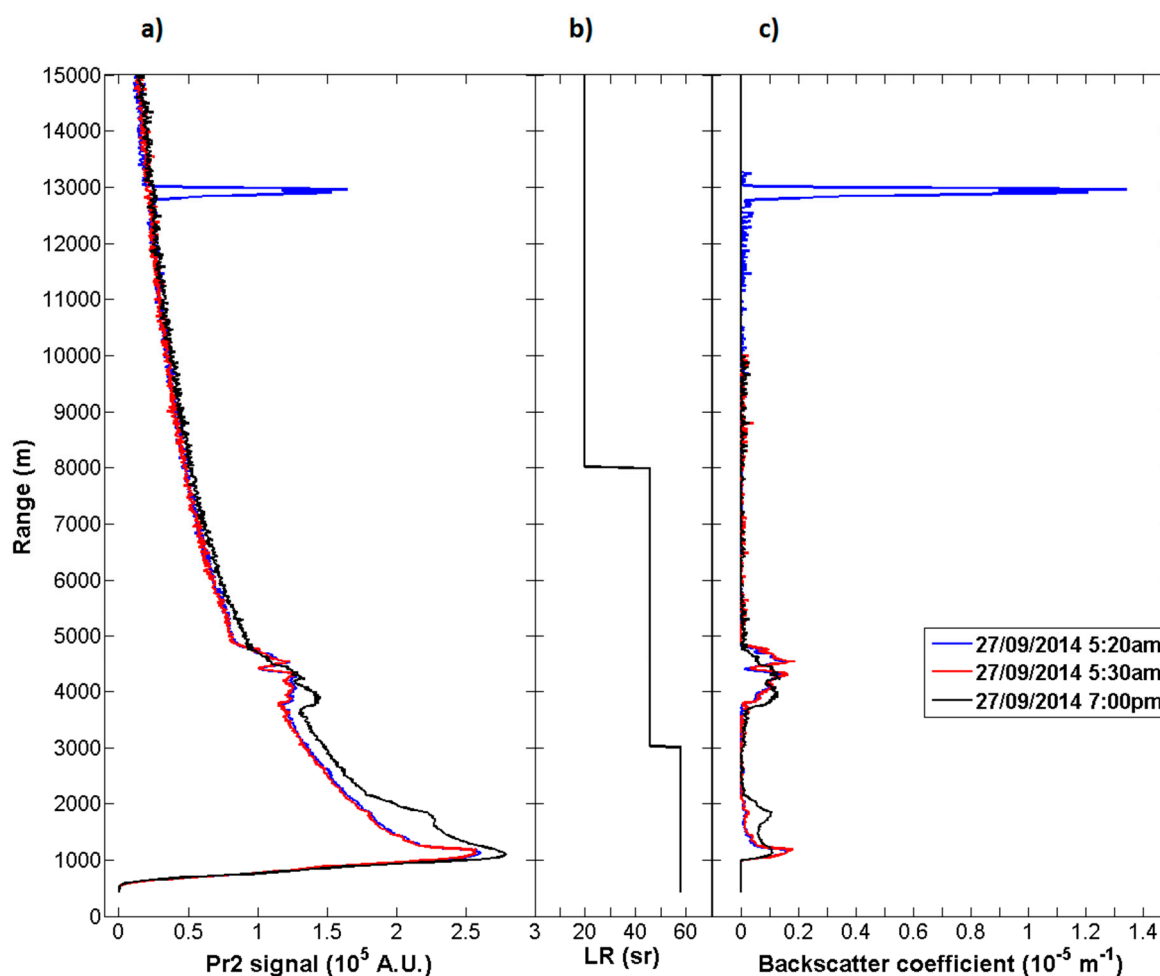 a) b) c)
15000
14000
13000
12000
11000
10000
9000
8000
7000
6000
5000
4000
3000
2000
1000
0
Range (m)
0 0.5 1 1.5 2 2.5 3
Pr2 signal (10^5 A.U.)
20 40 60
LR (sr)
0 0.2 0.4 0.6 0.8 1 1.2 1.4
Backscatter coefficient (10^-5 m^-1)
27/09/2014 5:20am
27/09/2014 5:30am
27/09/2014 7:00pm